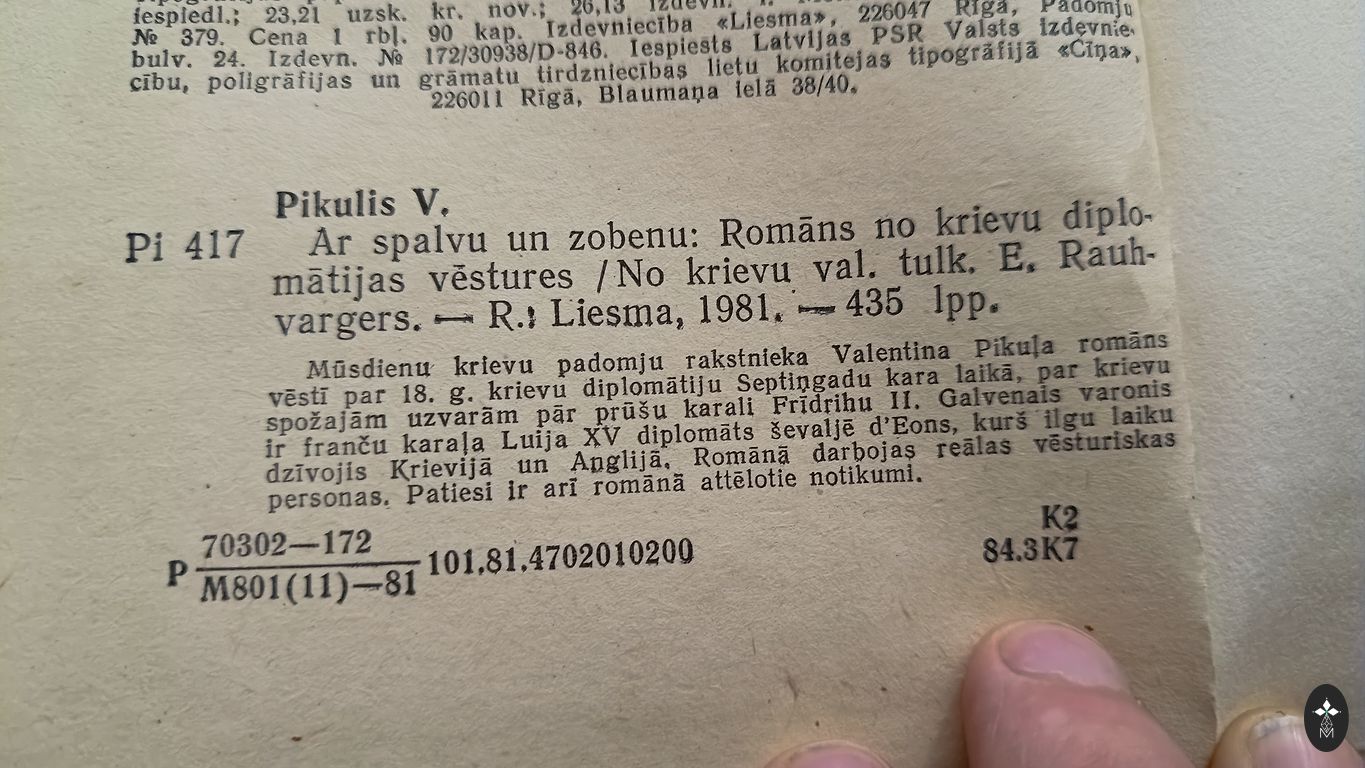 iespiedl.; 23,21 uzsk. kr. nov.; 26,13 izdevn.
№ 379. Cena 1 rbļ. 90 kap. Izdevniecība «Liesma», 226047 Rīgā, Padomju
bulv. 24. Izdevn. № 172/30938/D-846. Iespiests Latvijas PSR Valsts izdevnie-
cību, poligrāfijas un grāmatu tirdzniecības lietu komitejas tipogrāfijā «Cīņa»,
226011 Rīgā, Blaumaņa ielā 38/40.
Pikulis V.
Pi 417 Ar spalvu un zobenu: Romāns no krievu diplo-
mātijas vēstures /No krievu val. tulk. E. Rauh-
vargers. — R.: Liesma, 1981. — 435 lpp.
Mūsdienu krievu padomju rakstnieka Valentina Pikuļa romāns
vēstī par 18. g. krievu diplomātiju Septiņgadu kara laikā, par krievu
spožajām uzvarām pār prūšu karali Frīdrihu II. Galvenais varonis
ir franču karaļa Luija XV diplomāts ševaljē d'Eons, kurš ilgu laiku
dzīvojis Krievijā un Anglijā. Romānā darbojas reālas vēsturiskas
personas. Patiesi ir arī romānā attēlotie notikumi.
P 70302—172
M801(11)—81 101.81.4702010200
K2
84.3K7
M